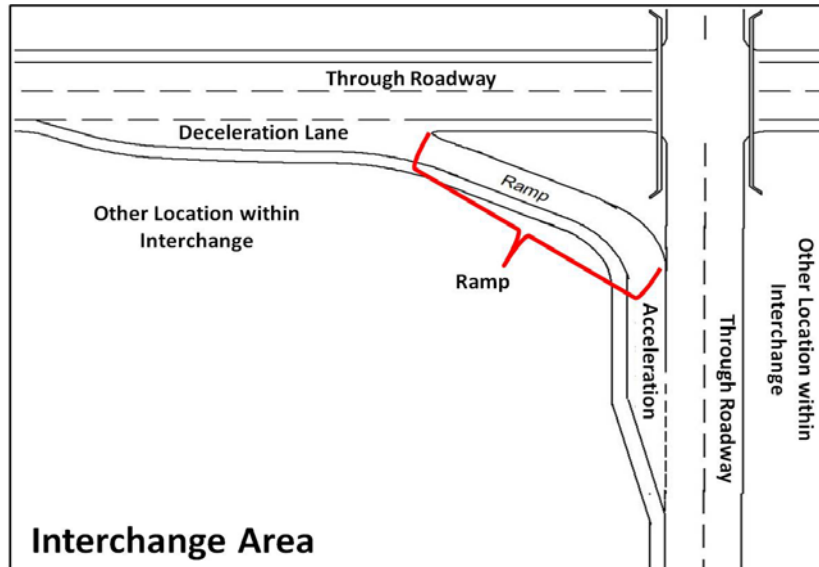 Through Roadway
Deceleration Lane
Ramp
Other Location within
Interchange
Ramp
Acceleration
Through Roadway
Other Location within
Interchange
Interchange Area